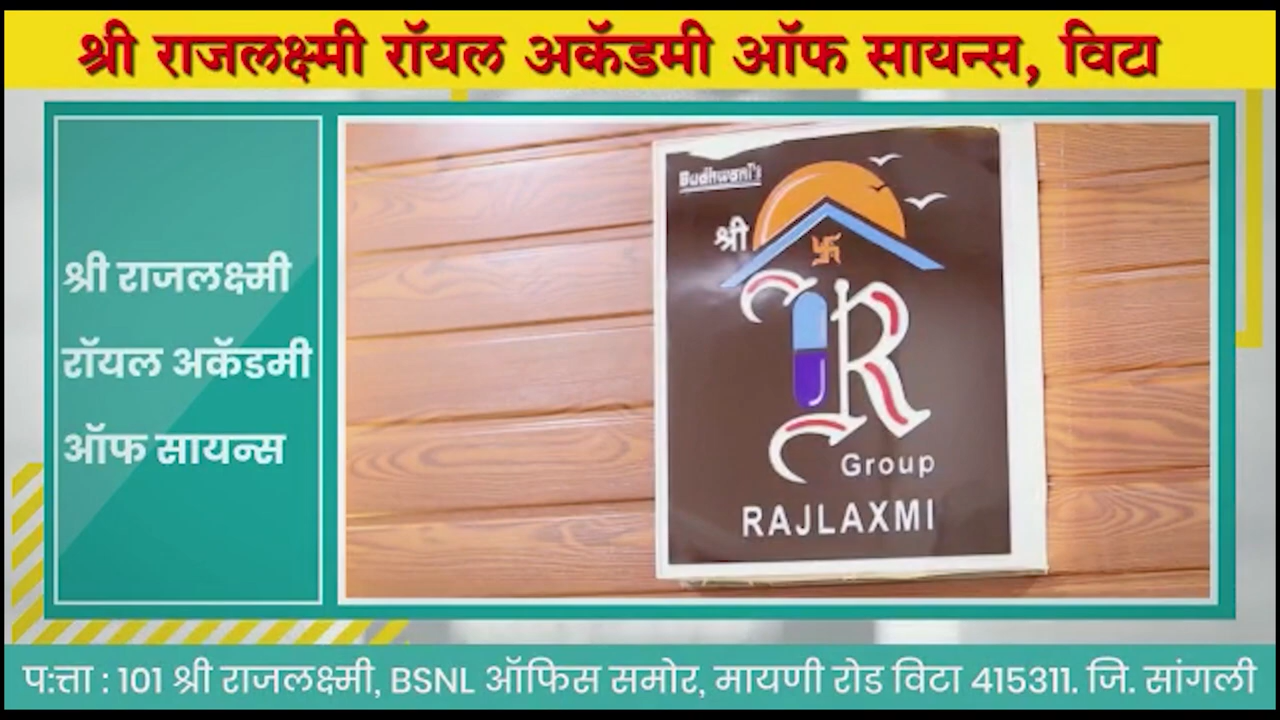 श्री राजलक्ष्मी रॉयल अकॅडमी ऑफ सायन्स, विटा
श्री राजलक्ष्मी
रॉयल अकॅडमी
ऑफ सायन्स
Budhwani's
श्री
R
Group
RAJLAXMI
प:त्ता : 101 श्री राजलक्ष्मी, BSNL ऑफिस समोर, मायणी रोड विटा 415311. जि. सांगली